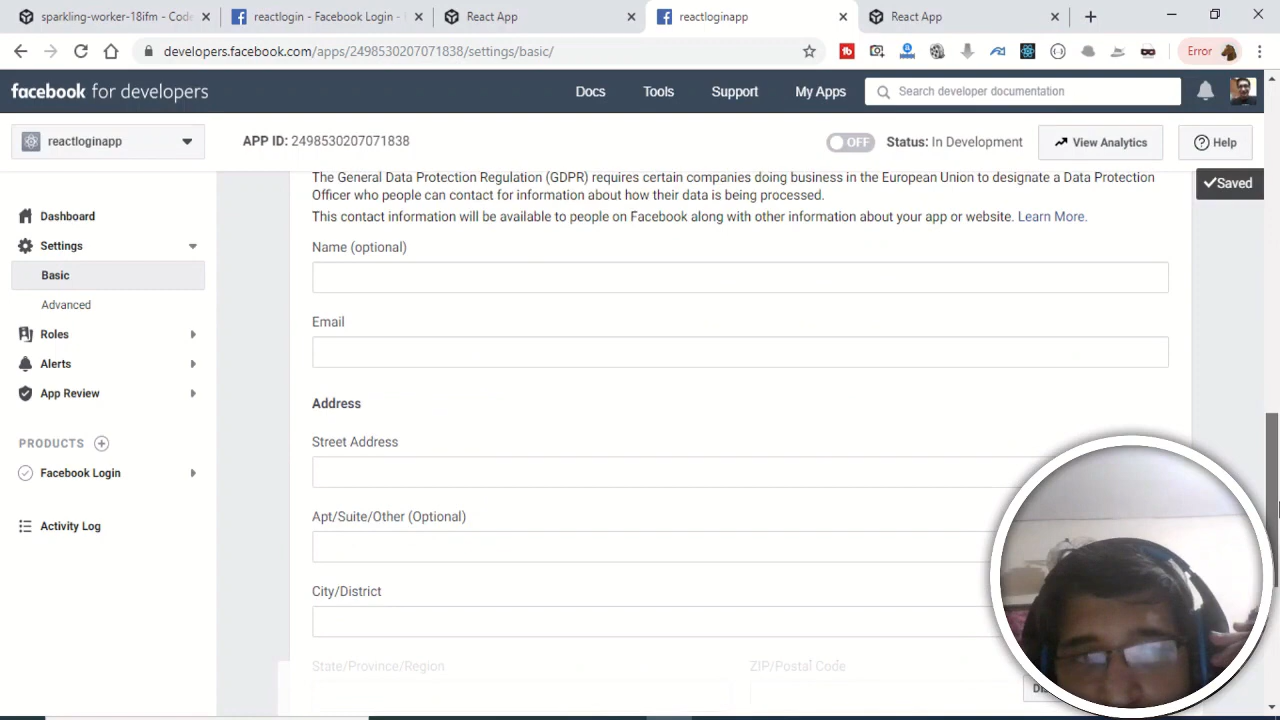 sparkling-worker-18ifm - Code
reactlogin - Facebook Login -
React App
reactloginapp
React App
developers.facebook.com/apps/2498530207071838/settings/basic/
Error
facebook for developers
Docs
Tools
Support
My Apps
Search developer documentation
reactloginapp
APP ID: 2498530207071838
OFF
Status: In Development
View Analytics
Help
Saved
Dashboard
Settings
Basic
Advanced
Roles
Alerts
App Review
PRODUCTS
Facebook Login
Activity Log
The General Data Protection Regulation (GDPR) requires certain companies doing business in the European Union to designate a Data Protection
Officer who people can contact for information about how their data is being processed.
This contact information will be available to people on Facebook along with other information about your app or website. Learn More.
Name (optional)
Email
Address
Street Address
Apt/Suite/Other (Optional)
City/District
State/Province/Region
ZIP/Postal Code